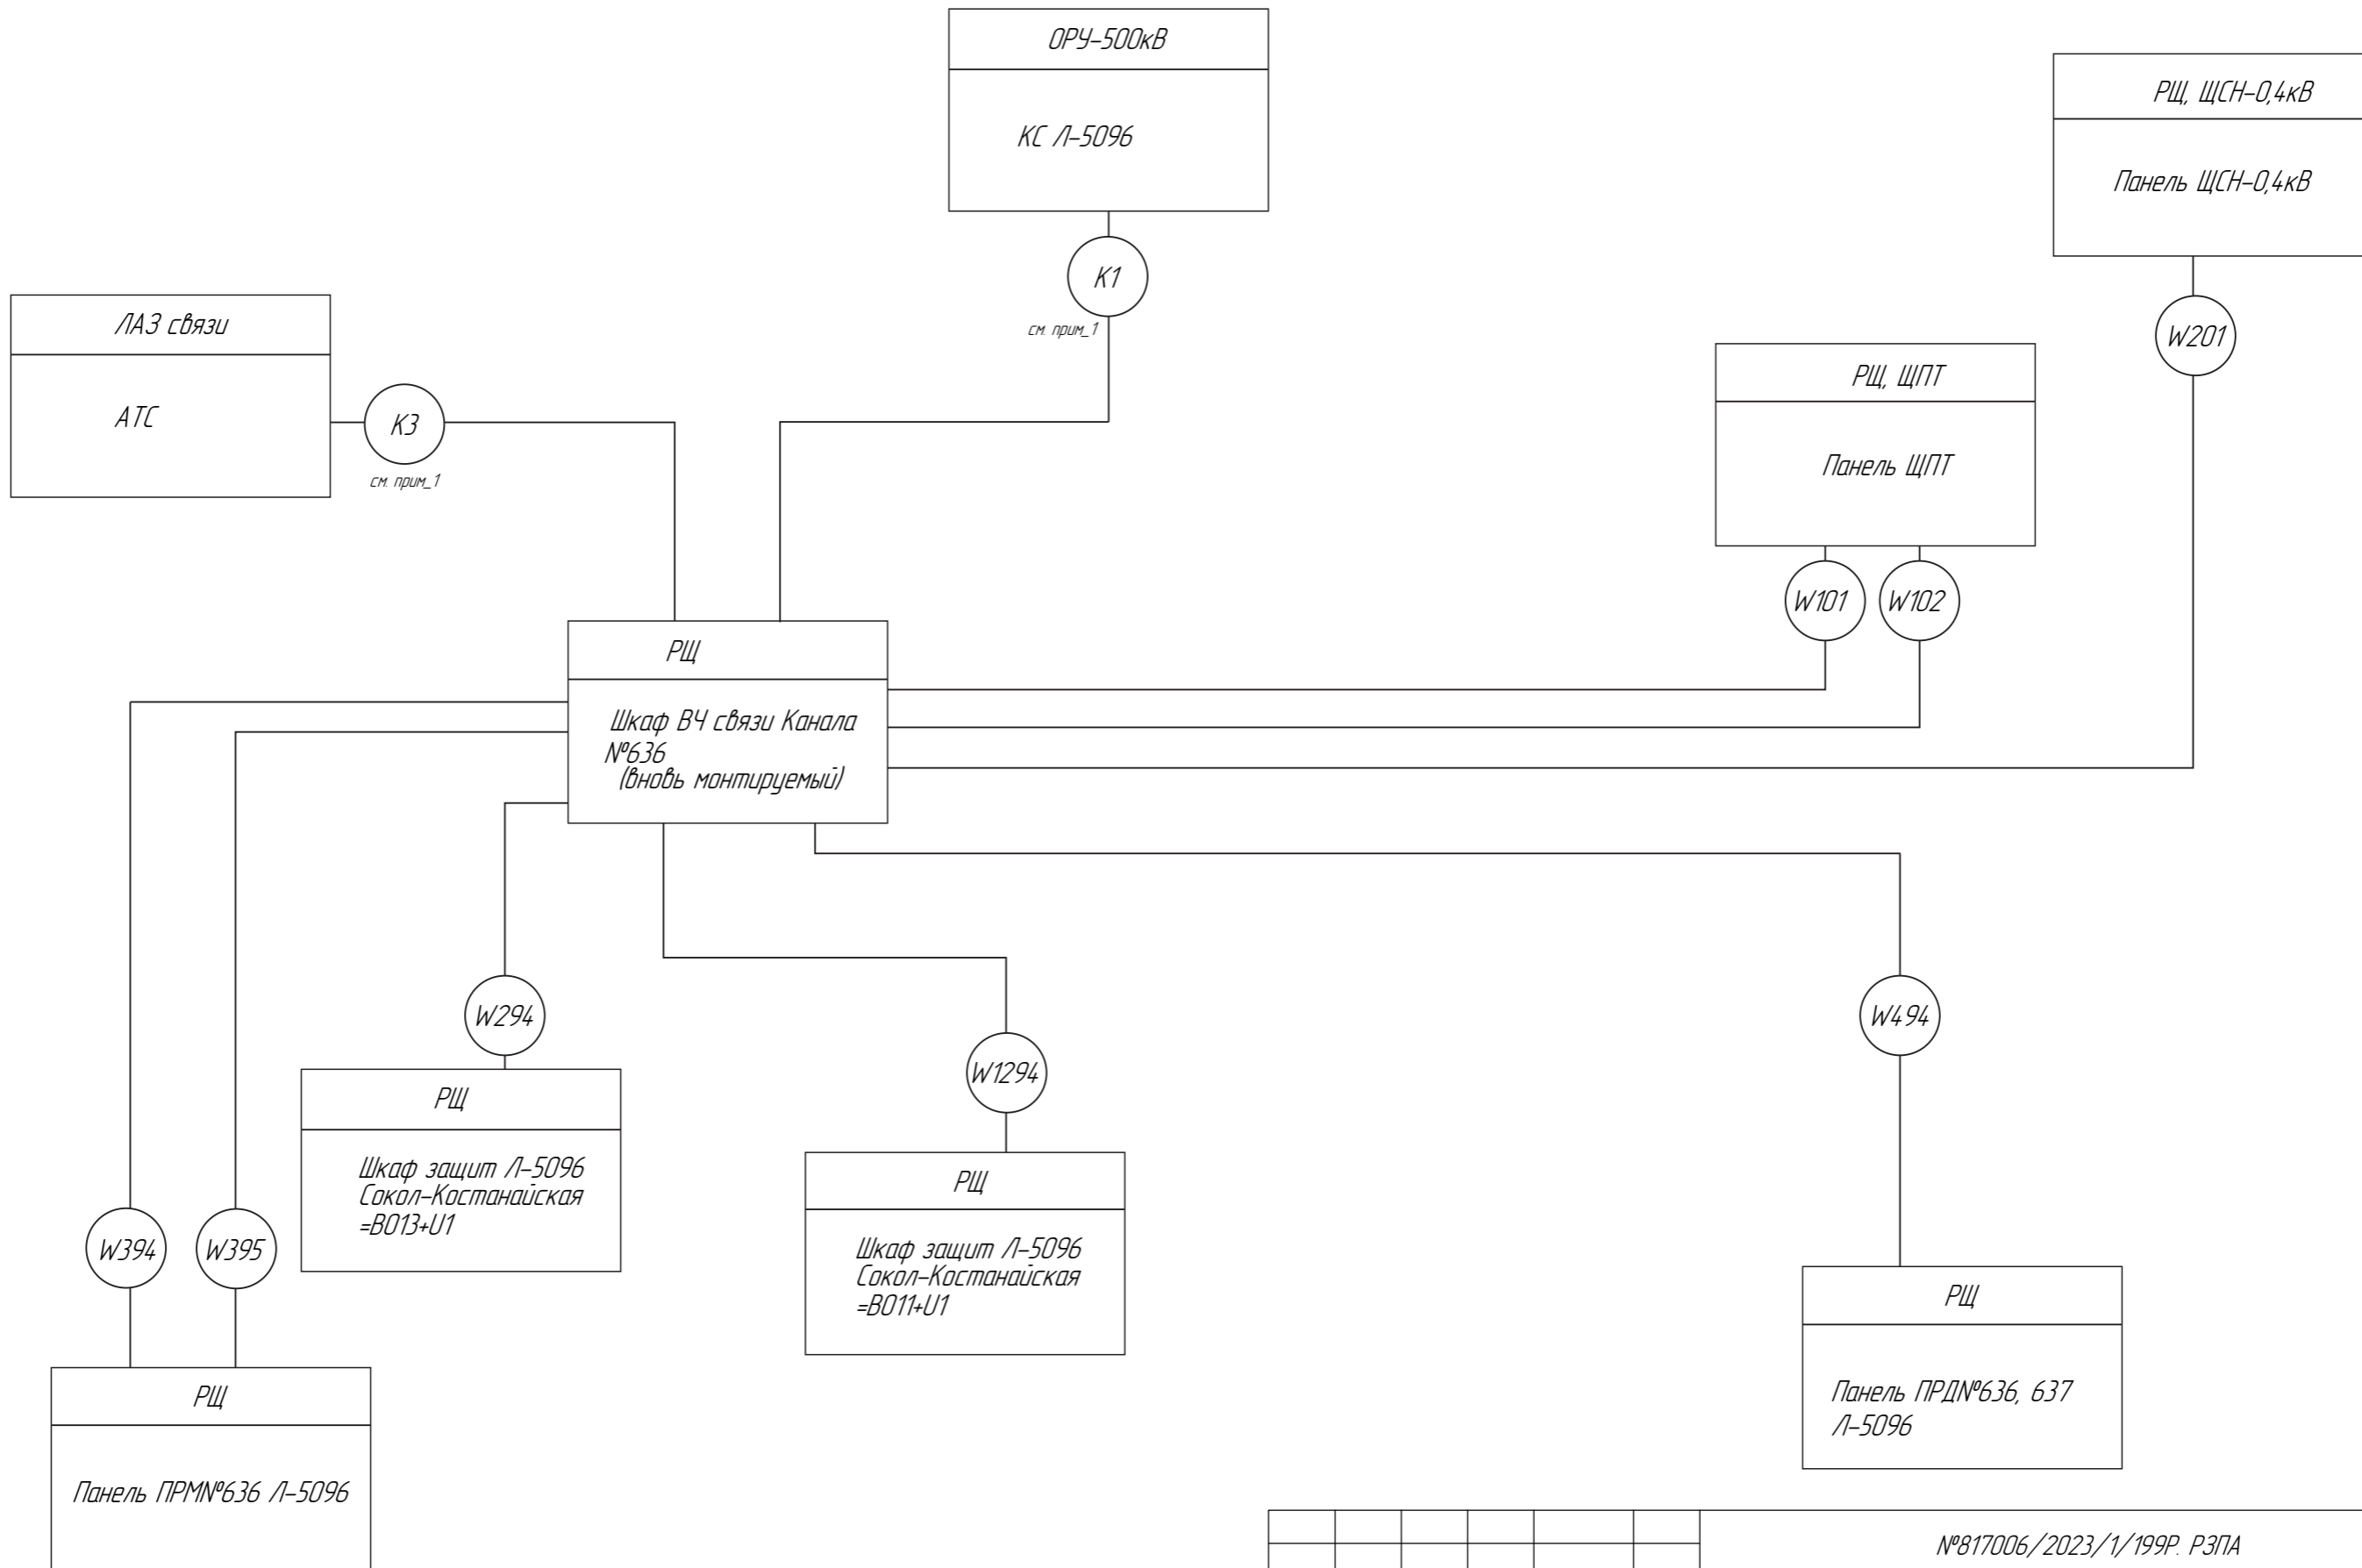 ОРУ-500кВ
КС Л-5096
К1
см. прим_1
РЩ, ЩСН-0,4кВ
Панель ЩСН-0,4кВ
W201
ЛАЗ связи
АТС
К3
см. прим_1
РЩ, ЩПТ
Панель ЩПТ
W101
W102
РЩ
Шкаф ВЧ связи Канала
№636
(вновь монтируемый)
W294
РЩ
Шкаф защит Л-5096
Сокол-Костанайская
=B013+U1
W1294
РЩ
Шкаф защит Л-5096
Сокол-Костанайская
=B011+U1
W494
РЩ
Панель ПРД№636, 637
Л-5096
W394
W395
РЩ
Панель ПРМ№636 Л-5096
№817006/2023/1/199Р. РЗПА